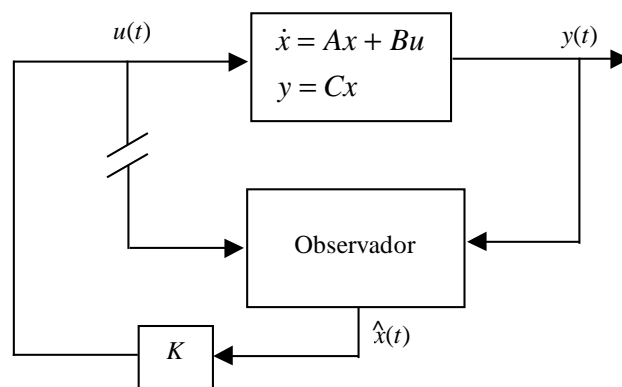 u(t)
ẋ = Ax + Bu
y = Cx
y(t)
Observador
x̂(t)
K